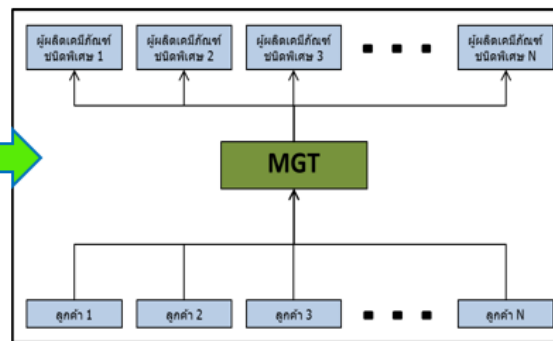 ผู้ผลิตเคมีภัณฑ์ ผู้ผลิตเคมีภัณฑ์ ผู้ผลิตเคมีภัณฑ์ ผู้ผลิตเคมีภัณฑ์
ชนิดพิเศษ 1 ชนิดพิเศษ 2 ชนิดพิเศษ 3 ชนิดพิเศษ N
MGT
ลูกค้า 1 ลูกค้า 2 ลูกค้า 3 ลูกค้า N